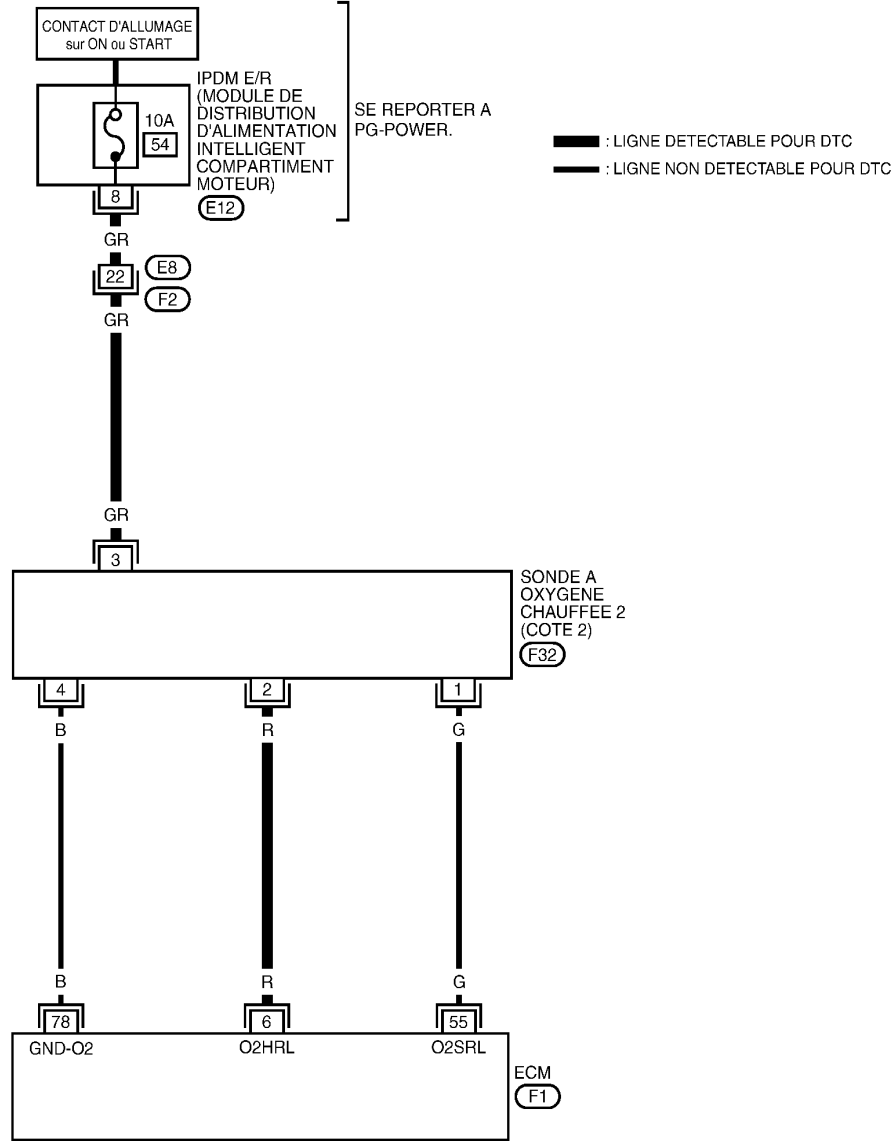 CONTACT D'ALLUMAGE
sur ON ou START
IPDM E/R
(MODULE DE
DISTRIBUTION
D'ALIMENTATION
INTELLIGENT
COMPARTIMENT
MOTEUR)
E12
10A
54
8
SE REPORTER A
PG-POWER.
: LIGNE DETECTABLE POUR DTC
: LIGNE NON DETECTABLE POUR DTC
GR
22
E8
F2
GR
GR
3
SONDE A
OXYGENE
CHAUFFEE 2
(COTE 2)
F32
4 2 1
B R G
B R G
78 6 55
GND-O2 O2HRL O2SRL
ECM
F1